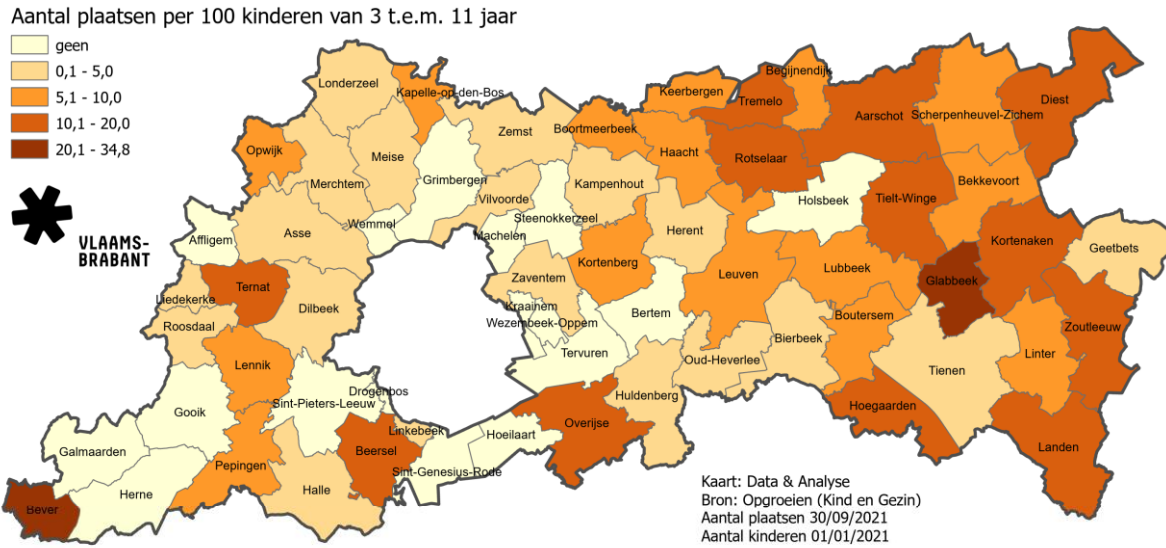 Aantal plaatsen per 100 kinderen van 3 t.e.m. 11 jaar
geen
0,1 - 5,0
5,1 - 10,0
10,1 - 20,0
20,1 - 34,8
VLAAMS-
BRABANT
Londerzeel
Kapelle-op-den-Bos
Zemst
Opwijk
Meise
Merchtem
Grimbergen
Vilvoorde
Wemmel
Machelen
Steenokkerzeel
Affligem
Asse
Liedekerke
Ternat
Dilbeek
Roosdaal
Lennik
Gooik
Sint-Pieters-Leeuw
Drogenbos
Galmaarden
Herne
Bever
Pepingen
Halle
Beersel
Linkebeek
Sint-Genesius-Rode
Hoeilaart
Overijse
Zaventem
Kraainem
Wezembeek-Oppem
Tervuren
Bertem
Huldenberg
Oud-Heverlee
Bierbeek
Kortenberg
Herent
Leuven
Lubbeek
Boutersem
Boortmeerbeek
Kampenhout
Haacht
Keerbergen
Tremelo
Begijnendijk
Rotselaar
Aarschot
Holsbeek
Scherpenheuvel-Zichem
Diest
Bekkevoort
Tielt-Winge
Kortenaken
Glabbeek
Geetbets
Zoutleeuw
Linter
Tienen
Hoegaarden
Landen
Kaart: Data & Analyse
Bron: Opgroeien (Kind en Gezin)
Aantal plaatsen 30/09/2021
Aantal kinderen 01/01/2021